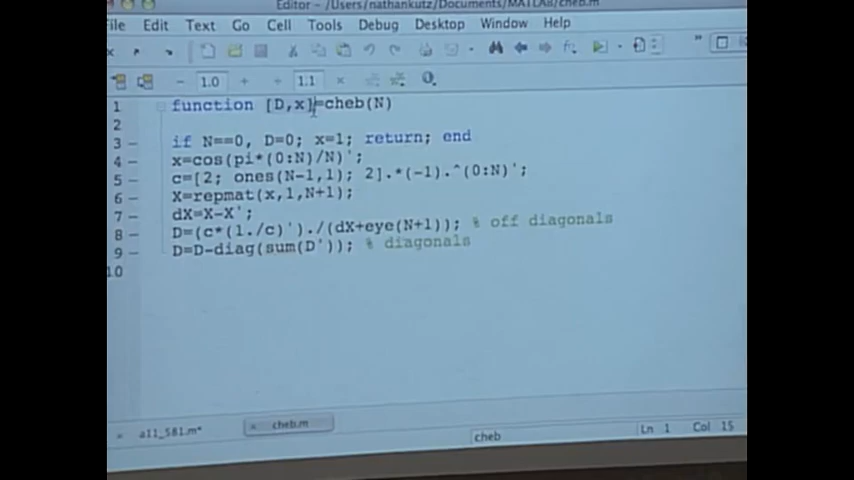 Editor - /Users/nathankutz/Documents/MATLAB/cheb.m
File Edit Text Go Cell Tools Debug Desktop Window Help
- 1.0 + ÷ 1.1 ×
1 function [D,x]=cheb(N)
2
3 - if N==0, D=0; x=1; return; end
4 - x=cos(pi*(0:N)/N)';
5 - c=[2; ones(N-1,1); 2].*(-1).^(0:N)';
6 - X=repmat(x,1,N+1);
7 - dX=X-X';
8 - D=(c*(1./c)')./(dX+eye(N+1)); % off diagonals
9 - D=D-diag(sum(D')); % diagonals
10
× a11_581.m* × cheb.m
cheb Ln 1 Col 15